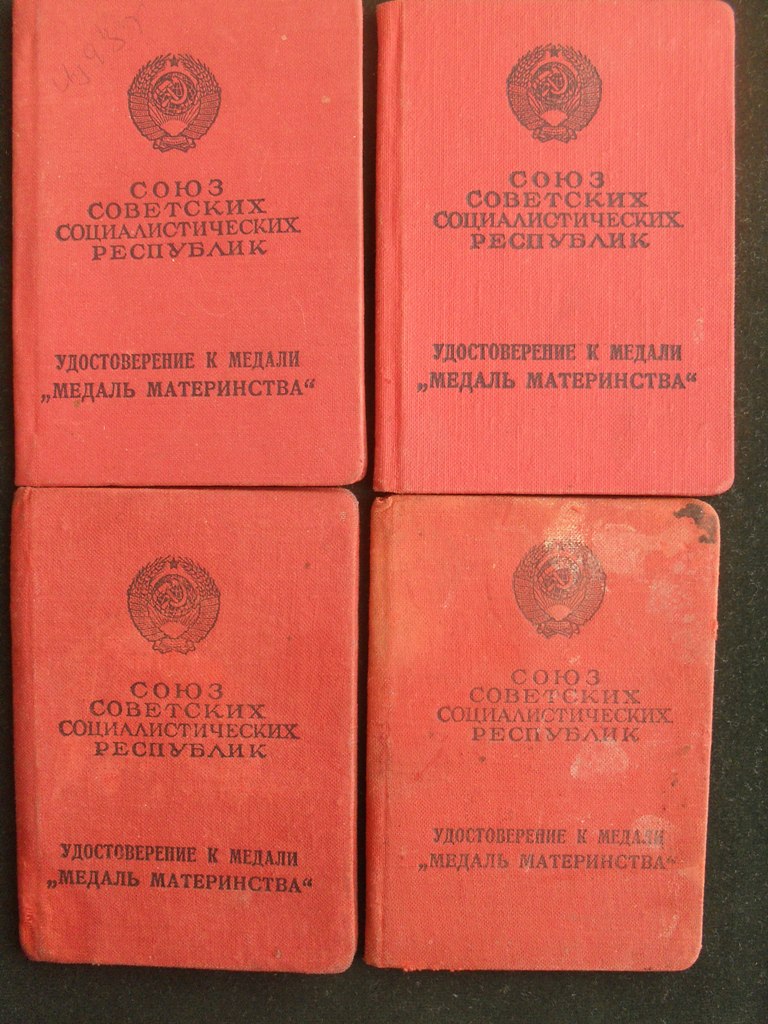 СОЮЗ
СОВЕТСКИХ
СОЦИАЛИСТИЧЕСКИХ
РЕСПУБЛИК
УДОСТОВЕРЕНИЕ К МЕДАЛИ
„МЕДАЛЬ МАТЕРИНСТВА“
СОЮЗ
СОВЕТСКИХ
СОЦИАЛИСТИЧЕСКИХ
РЕСПУБЛИК
УДОСТОВЕРЕНИЕ К МЕДАЛИ
„МЕДАЛЬ МАТЕРИНСТВА“
СОЮЗ
СОВЕТСКИХ
СОЦИАЛИСТИЧЕСКИХ
РЕСПУБЛИК
УДОСТОВЕРЕНИЕ К МЕДАЛИ
„МЕДАЛЬ МАТЕРИНСТВА“
СОЮЗ
СОВЕТСКИХ
СОЦИАЛИСТИЧЕСКИХ
РЕСПУБЛИК
УДОСТОВЕРЕНИЕ К МЕДАЛИ
„МЕДАЛЬ МАТЕРИНСТВА“